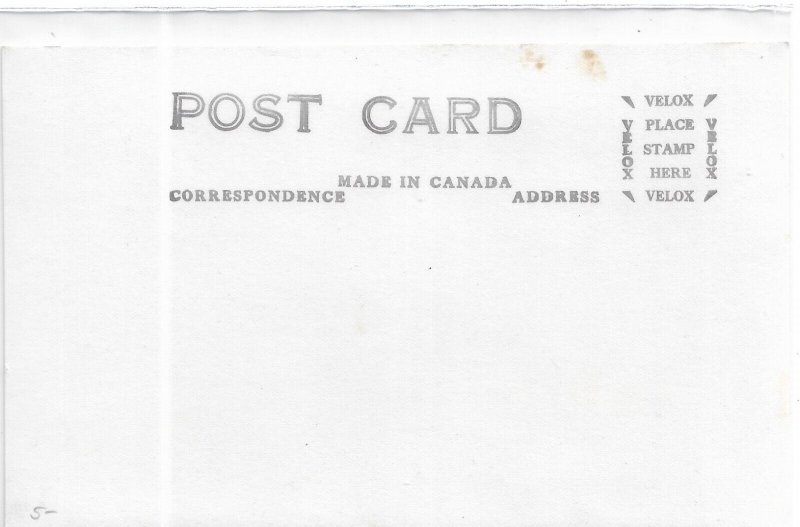 POST CARD
MADE IN CANADA
CORRESPONDENCE
ADDRESS
VELOX
PLACE
STAMP
HERE
VELOX
VELOX
VELOX
5-